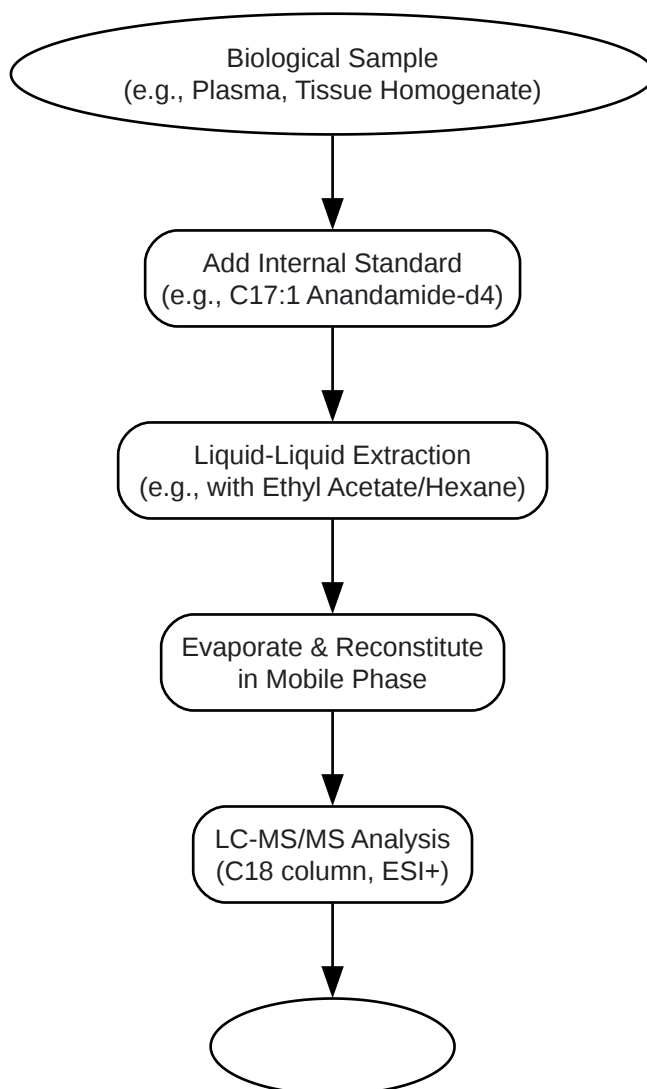 Biological Sample
(e.g., Plasma, Tissue Homogenate)
Add Internal Standard
(e.g., C17:1 Anandamide-d4)
Liquid-Liquid Extraction
(e.g., with Ethyl Acetate/Hexane)
Evaporate & Reconstitute
in Mobile Phase
LC-MS/MS Analysis
(C18 column, ESI+)